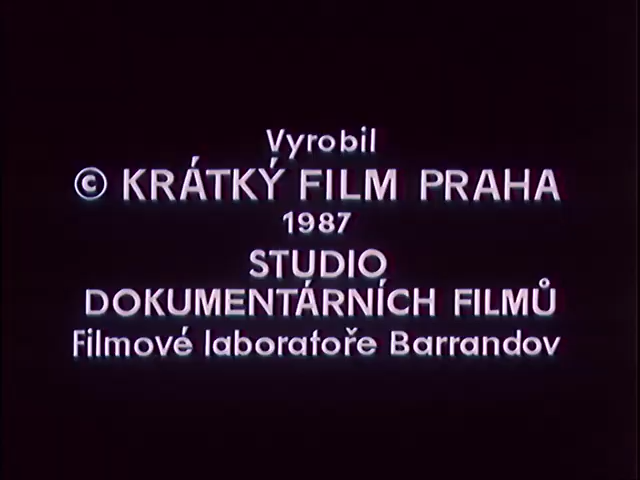 Vyrobil
© KRÁTKÝ FILM PRAHA
1987
STUDIO
DOKUMENTÁRNÍCH FILMŮ
Filmové laboratoře Barrandov